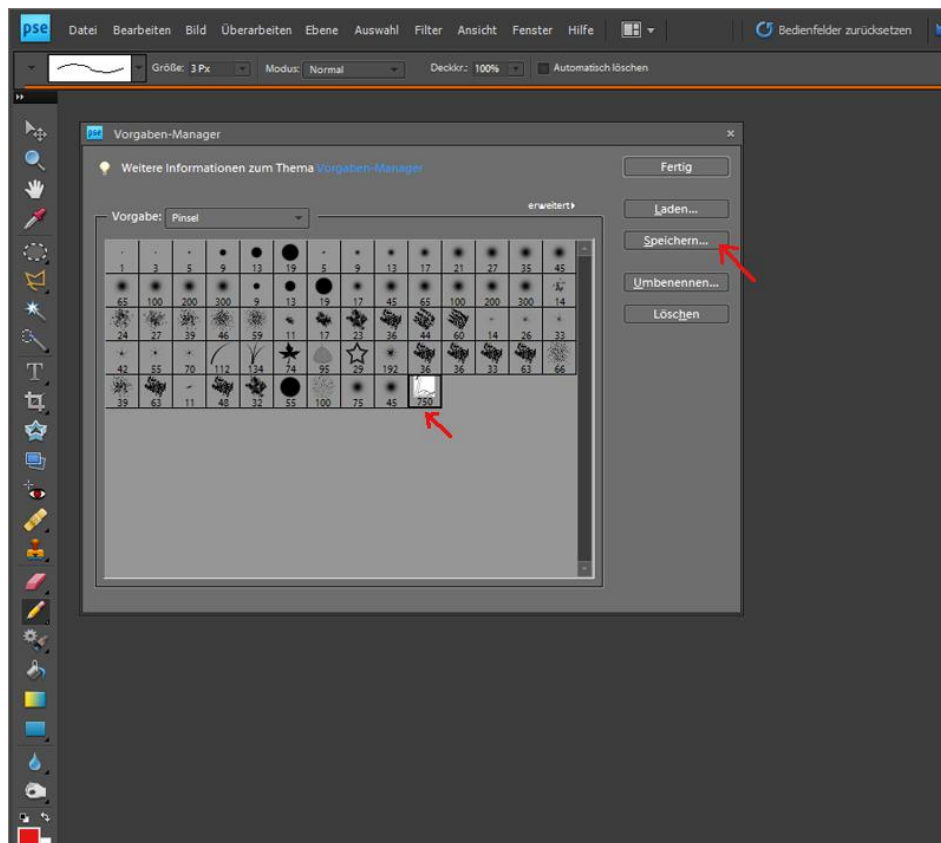 pse Datei Bearbeiten Bild Überarbeiten Ebene Auswahl Filter Ansicht Fenster Hilfe Bedienfelder zurücksetzen
Größe: 3 Px Modus: Normal Deckkr.: 100% Automatisch löschen
pse Vorgaben-Manager
Weitere Informationen zum Thema Vorgaben-Manager
Fertig
erweitert
Laden...
Vorgabe: Pinsel
Speichern...
1 3 5 9 13 19 5 9 13 17 21 27 35 45
Umbenennen...
65 100 200 300 9 13 19 17 45 65 100 200 300 14
Löschen
24 27 39 46 59 11 17 23 36 44 60 14 26 33
42 55 70 112 134 74 95 29 192 36 36 33 63 66
39 63 11 48 32 55 100 75 45 750
T